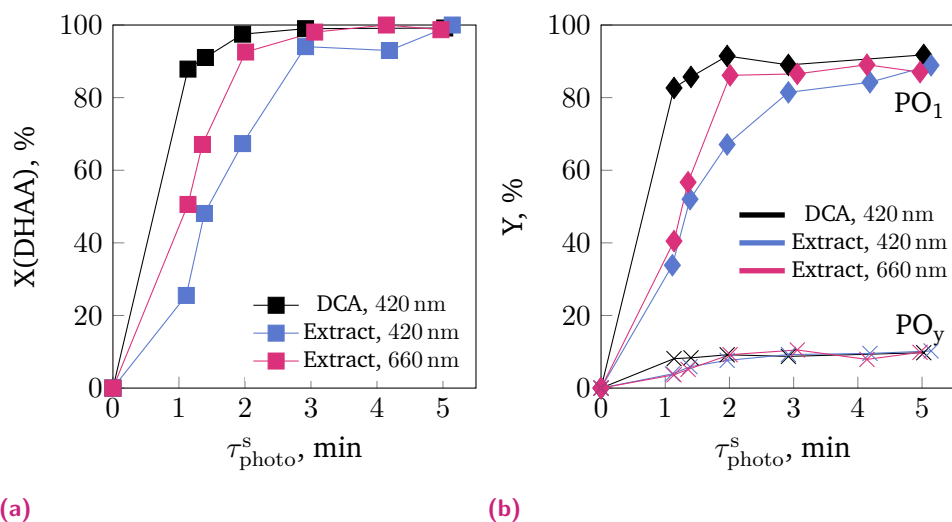 100
80
60
40
20
0
X(DHAA), %
0 1 2 3 4 5
τˢphoto, min
DCA, 420 nm
Extract, 420 nm
Extract, 660 nm
(a)
100
80
60
40
20
0
Y, %
0 1 2 3 4 5
τˢphoto, min
PO₁
DCA, 420 nm
Extract, 420 nm
Extract, 660 nm
POy
(b)